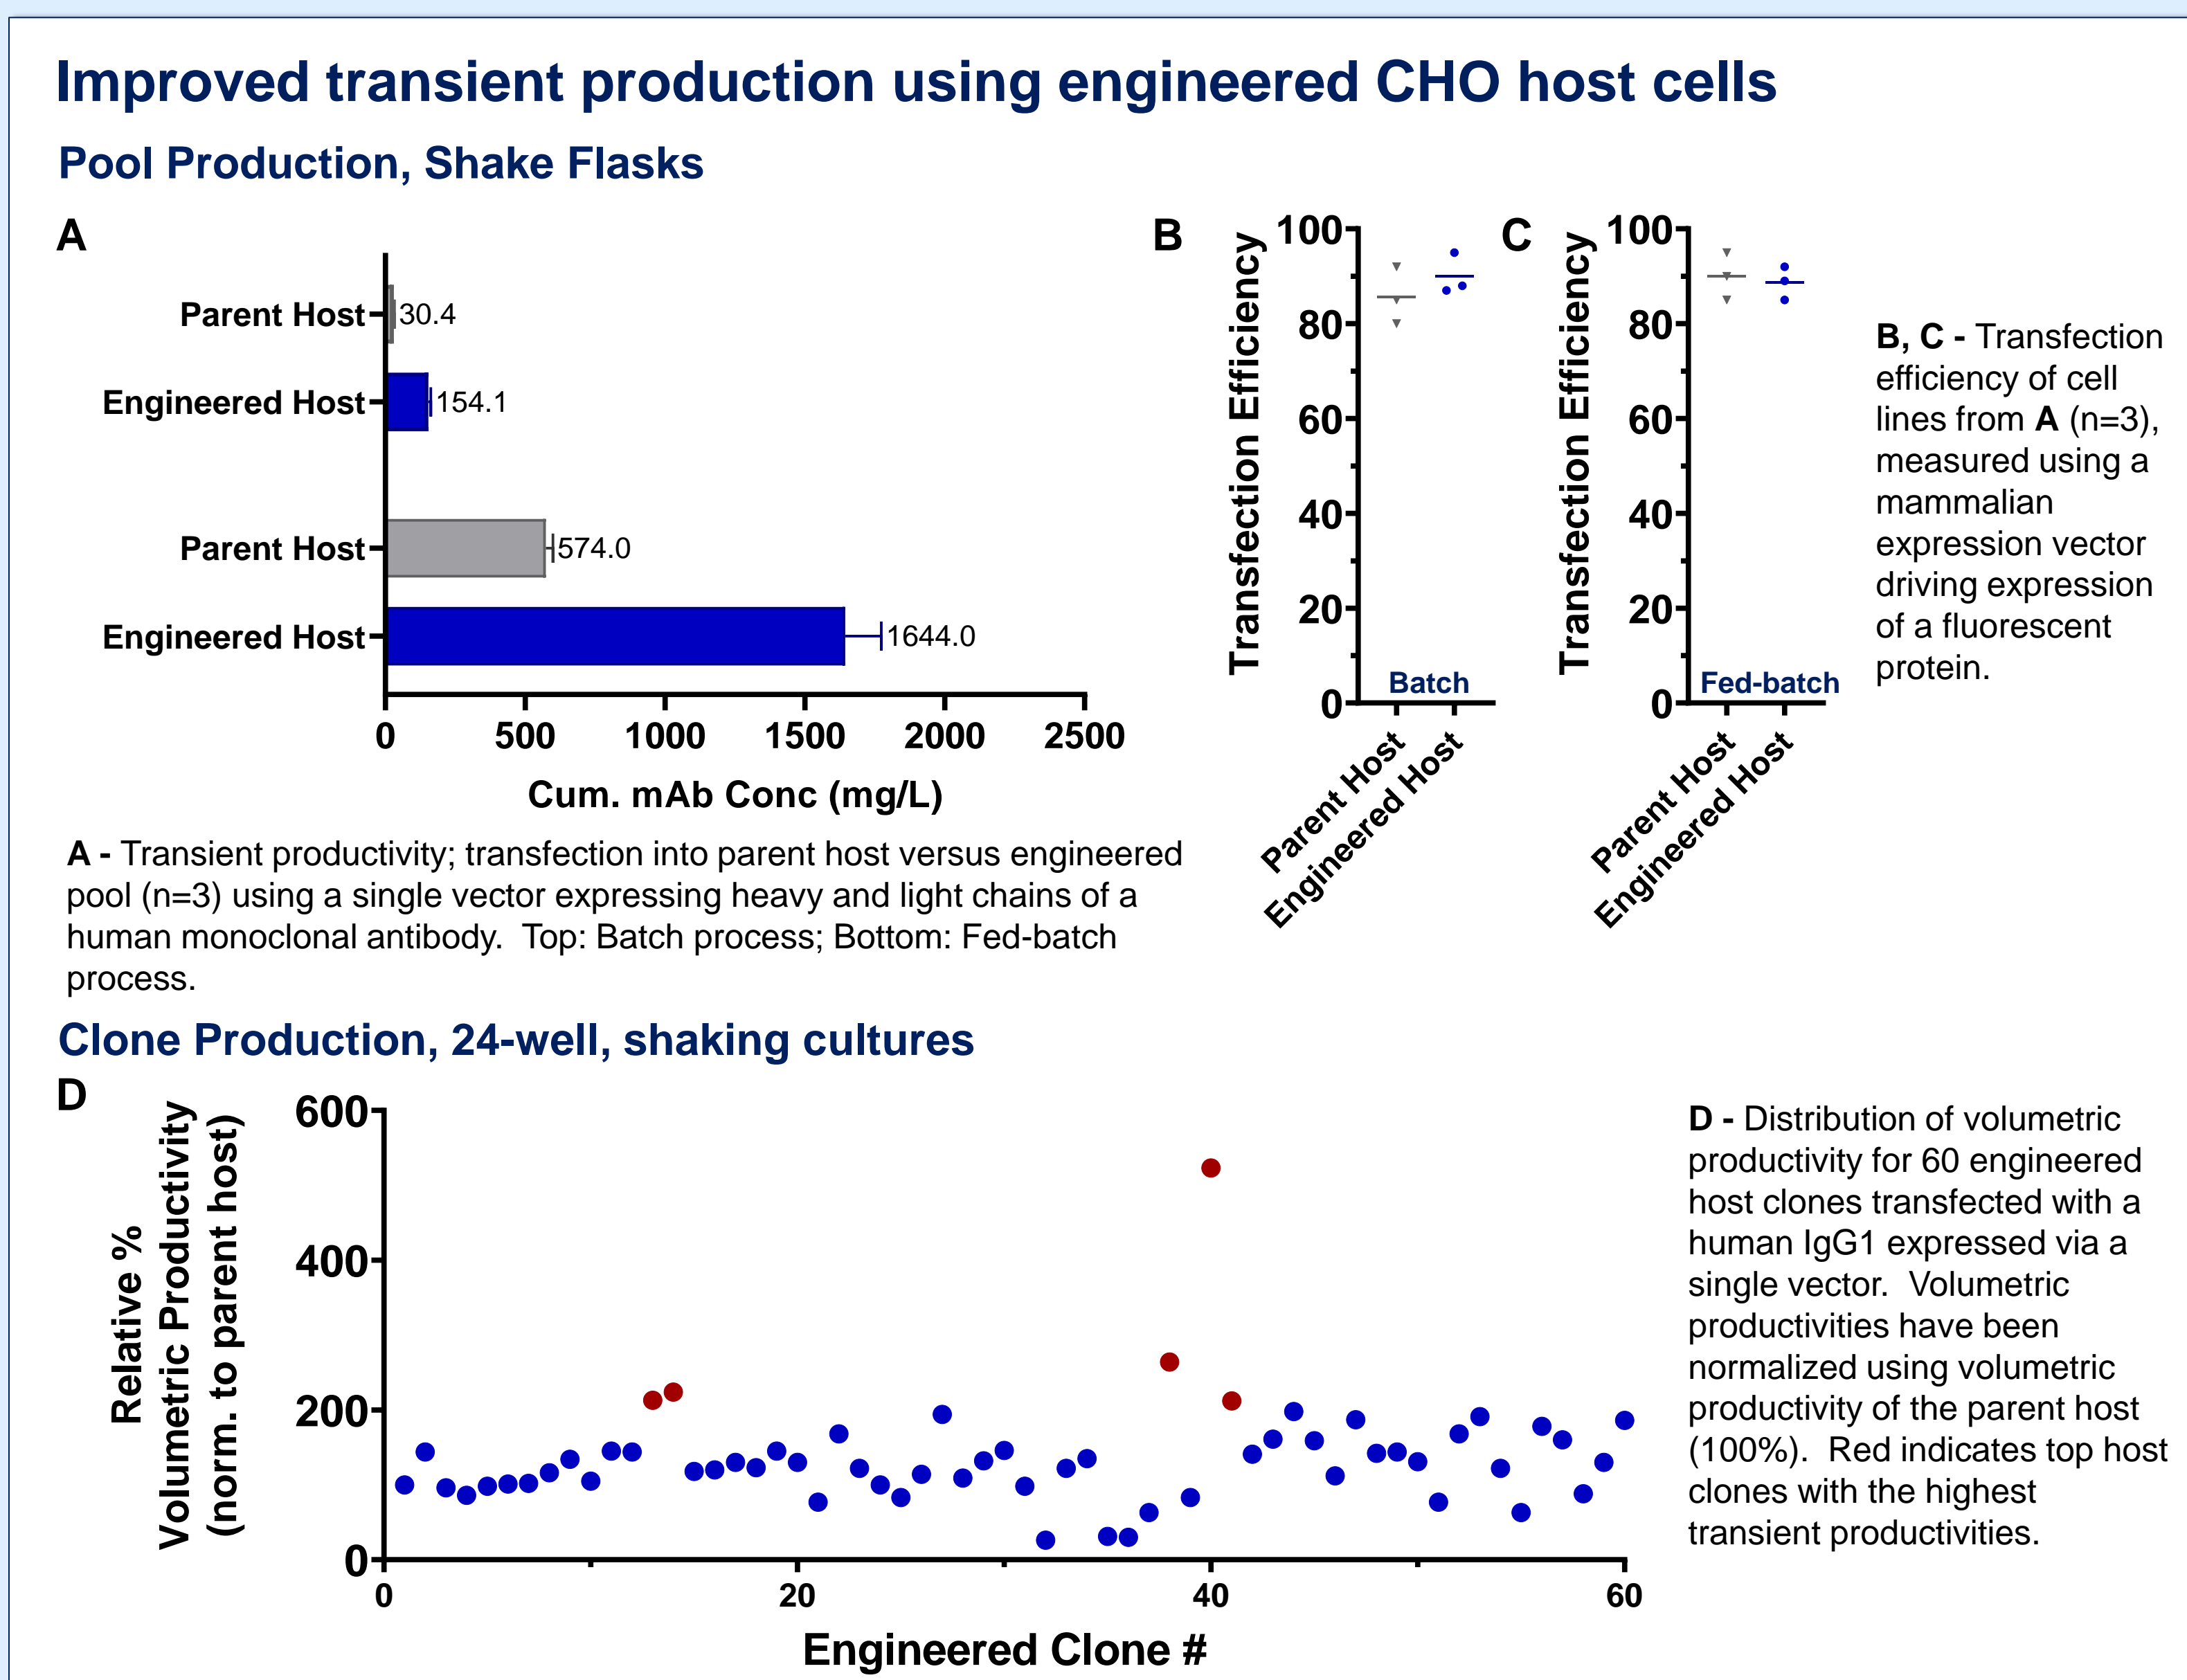 Improved transient production using engineered CHO host cells
Pool Production, Shake Flasks
A
Parent Host
30.4
Engineered Host
154.1
Parent Host
574.0
Engineered Host
1644.0
0 500 1000 1500 2000 2500
Cum. mAb Conc (mg/L)
A - Transient productivity; transfection into parent host versus engineered
pool (n=3) using a single vector expressing heavy and light chains of a
human monoclonal antibody.  Top: Batch process; Bottom: Fed-batch
process.
B
Transfection Efficiency
100
80
60
40
20
0
Batch
Parent Host
Engineered Host
C
Transfection Efficiency
100
80
60
40
20
0
Fed-batch
Parent Host
Engineered Host
B, C - Transfection
efficiency of cell
lines from A (n=3),
measured using a
mammalian
expression vector
driving expression
of a fluorescent
protein.
Clone Production, 24-well, shaking cultures
D
Relative %
Volumetric Productivity
(norm. to parent host)
600
400
200
0
0 20 40 60
Engineered Clone #
D - Distribution of volumetric
productivity for 60 engineered
host clones transfected with a
human IgG1 expressed via a
single vector.  Volumetric
productivities have been
normalized using volumetric
productivity of the parent host
(100%).  Red indicates top host
clones with the highest
transient productivities.